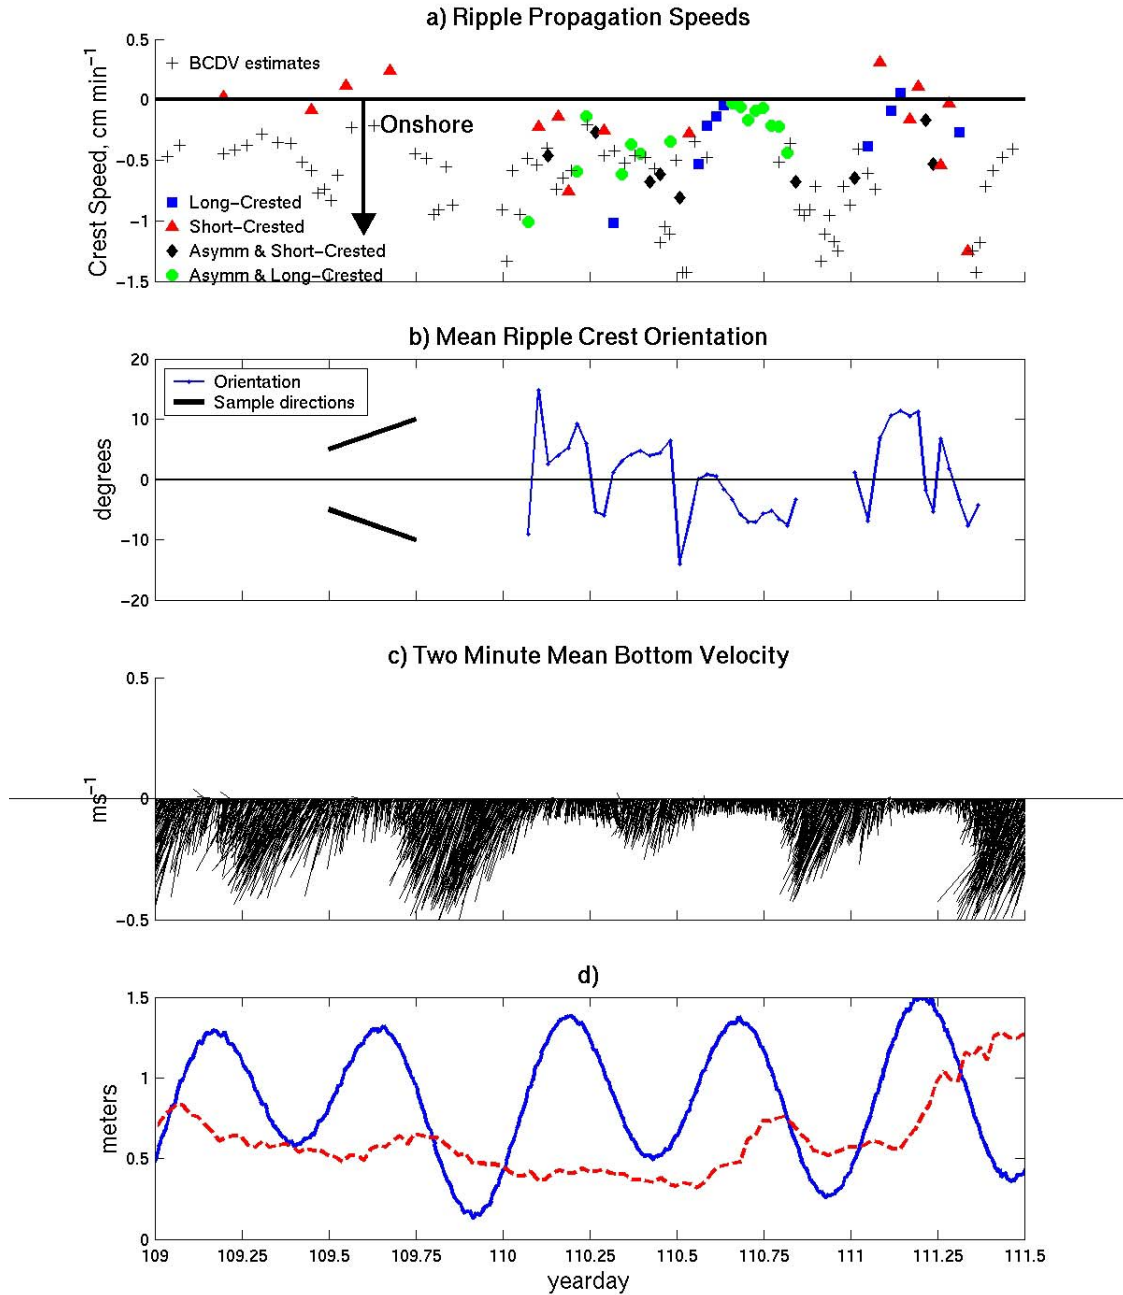 a) Ripple Propagation Speeds
0.5
0
−0.5
−1
−1.5
Crest Speed, cm min⁻¹
BCDV estimates
Onshore
Long−Crested
Short−Crested
Asymm & Short−Crested
Asymm & Long−Crested
b) Mean Ripple Crest Orientation
20
10
0
−10
−20
degrees
Orientation
Sample directions
c) Two Minute Mean Bottom Velocity
0.5
0
−0.5
ms⁻¹
d)
1.5
1
0.5
0
meters
109 109.25 109.5 109.75 110 110.25 110.5 110.75 111 111.25 111.5
yearday